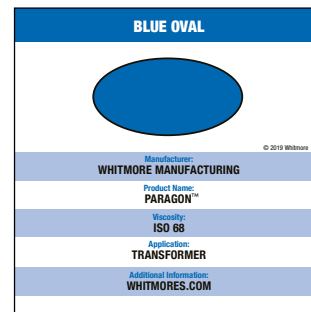 BLUE OVAL
© 2019 Whitmore
Manufacturer:
WHITMORE MANUFACTURING
Product Name:
PARAGON™
Viscosity:
ISO 68
Application:
TRANSFORMER
Additional Information:
WHITMORES.COM